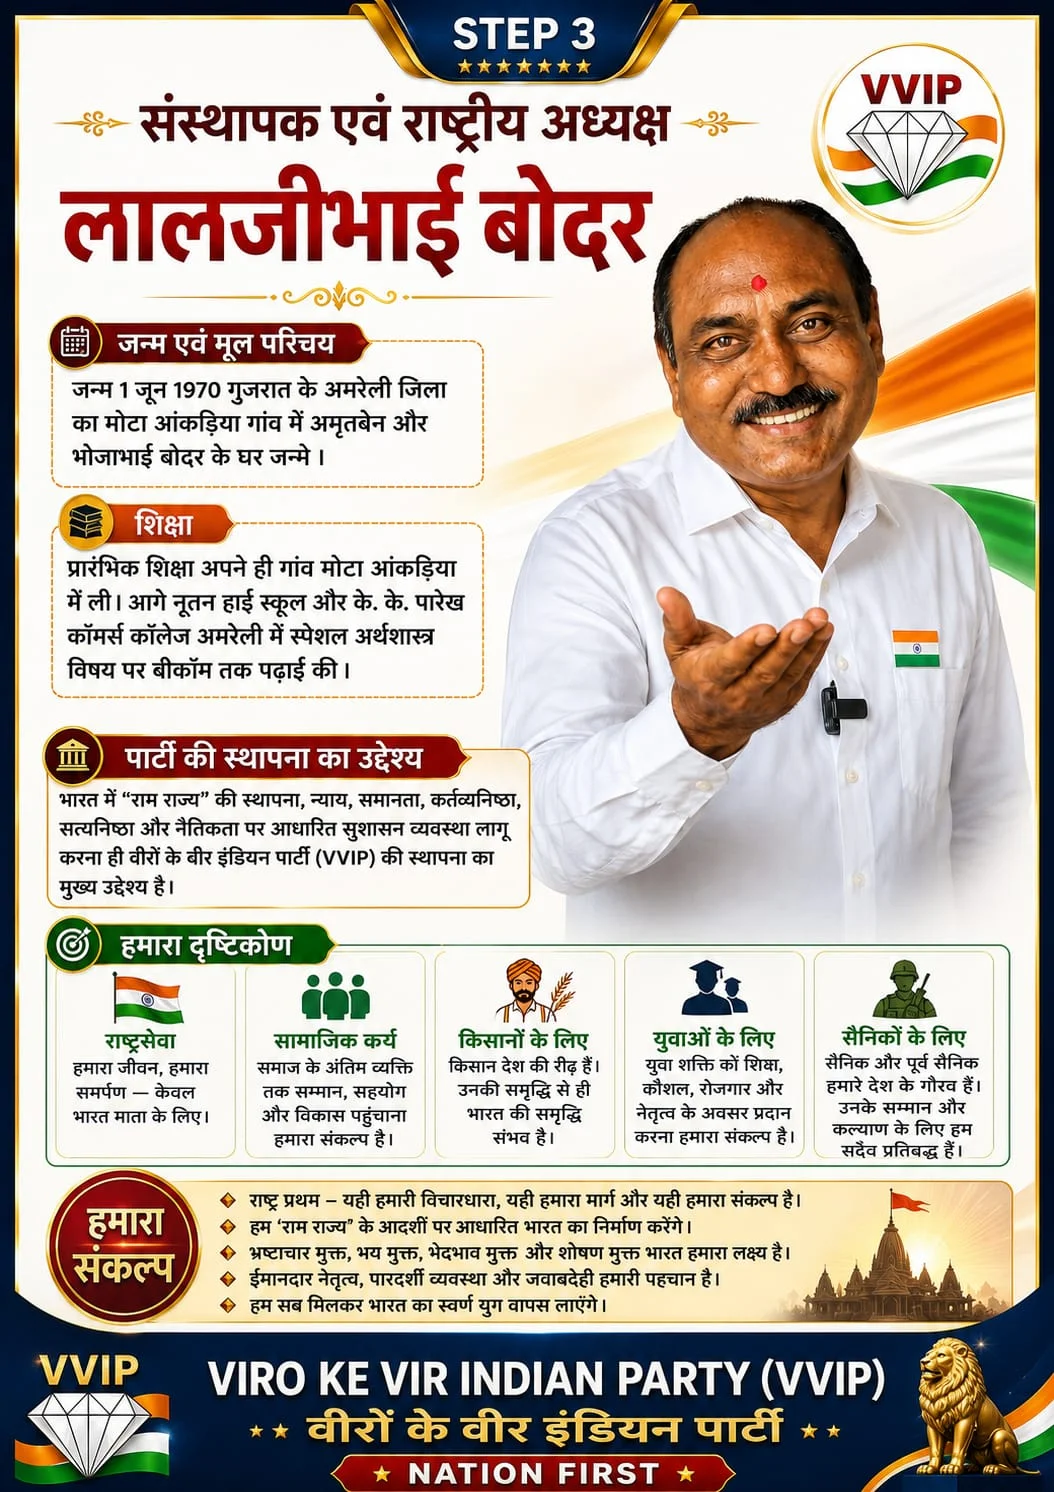 STEP 3
संस्थापक एवं राष्ट्रीय अध्यक्ष
VVIP
लालजीभाई बोदर
जन्म एवं मूल परिचय
जन्म 1 जून 1970 गुजरात के अमरेली जिला
का मोटा आंकड़िया गांव में अमृतबेन और
भोजाभाई बोदर के घर जन्मे ।
शिक्षा
प्रारंभिक शिक्षा अपने ही गांव मोटा आंकड़िया
में ली। आगे नूतन हाई स्कूल और के. के. पारेख
कॉमर्स कॉलेज अमरेली में स्पेशल अर्थशास्त्र
विषय पर बीकॉम तक पढ़ाई की ।
पार्टी की स्थापना का उद्देश्य
भारत में “राम राज्य” की स्थापना, न्याय, समानता, कर्तव्यनिष्ठा,
सत्यनिष्ठा और नैतिकता पर आधारित सुशासन व्यवस्था लागू
करना ही वीरों के बीर इंडियन पार्टी (VVIP) की स्थापना का
मुख्य उद्देश्य है।
हमारा दृष्टिकोण
राष्ट्रसेवा
हमारा जीवन, हमारा
समर्पण — केवल
भारत माता के लिए।
सामाजिक कर्य
समाज के अंतिम व्यक्ति
तक सम्मान, सहयोग
और विकास पहुंचाना
हमारा संकल्प है।
किसानों के लिए
किसान देश की रीढ़ हैं।
उनकी समृद्धि से ही
भारत की समृद्धि
संभव है।
युवाओं के लिए
युवा शक्ति कों शिक्षा,
कौशल, रोजगार और
नेतृत्व के अवसर प्रदान
करना हमारा संकल्प है।
सैनिकों के लिए
सैनिक और पूर्व सैनिक
हमारे देश के गौरव हैं।
उनके सम्मान और
कल्याण के लिए हम
सदैव प्रतिबद्ध हैं।
हमारा
संकल्प
राष्ट्र प्रथम – यही हमारी विचारधारा, यही हमारा मार्ग और यही हमारा संकल्प है।
हम ‘राम राज्य” के आदर्शी पर आधारित भारत का निर्माण करेंगे।
भ्रष्टाचार मुक्त, भय मुक्त, भेदभाव मुक्त और शोषण मुक्त भारत हमारा लक्ष्य है।
ईमानदार नेतृत्व, पारदर्शी व्यवस्था और जवाबदेही हमारी पहचान है।
हम सब मिलकर भारत का स्वर्ण युग वापस लाएंगे।
VVIP
VIRO KE VIR INDIAN PARTY (VVIP)
वीरों के वीर इंडियन पार्टी
NATION FIRST